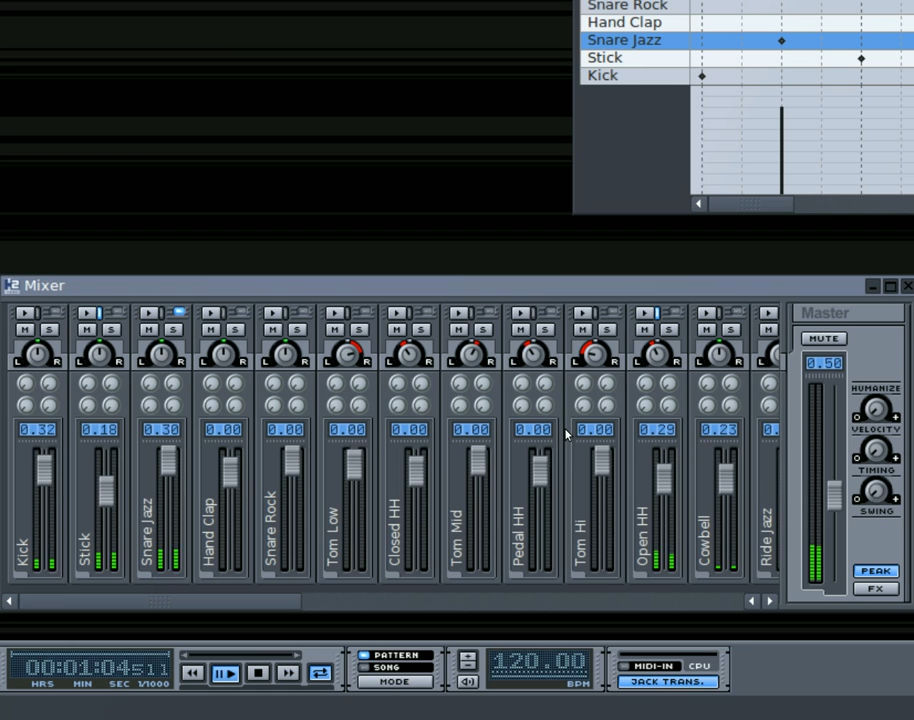 Snare Rock
Hand Clap
Snare Jazz
Stick
Kick
Mixer
Master
M S M S M S M S M S M S M S M S M S M S M S M S M
MUTE
L R L R L R L R L R L R L R L R L R L R L R L R L
0.50
HUMANIZE
0.32 0.18 0.30 0.00 0.00 0.00 0.00 0.00 0.00 0.00 0.29 0.23
VELOCITY
TIMING
SWING
Kick
Stick
Snare Jazz
Hand Clap
Snare Rock
Tom Low
Closed HH
Tom Mid
Pedal HH
Tom Hi
Open HH
Cowbell
Ride Jazz
PEAK
FX
00:01:04 511
HRS MIN SEC 1/1000
PATTERN
SONG
MODE
120.00
BPM
MIDI-IN CPU
JACK TRANS.